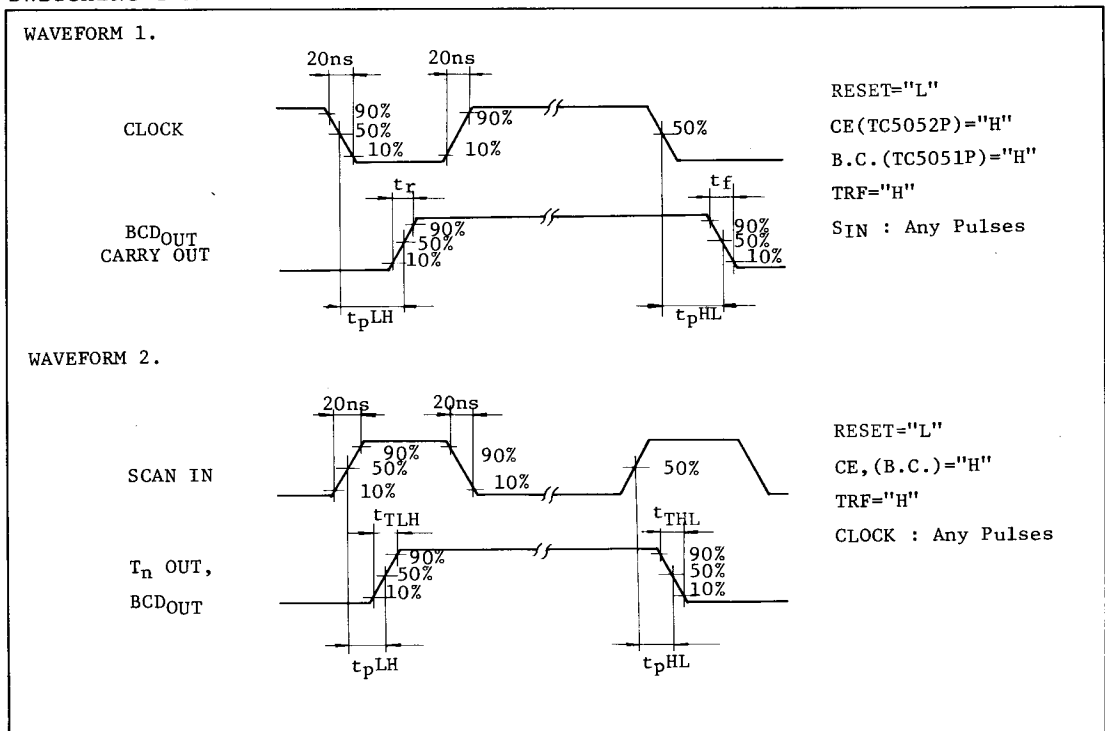 WAVEFORM 1.
20ns 20ns
CLOCK
90%
50%
10%
90%
10%
50%
RESET="L"
CE(TC5052P)="H"
B.C.(TC5051P)="H"
TRF="H"
SIN : Any Pulses
tr
tf
BCDOUT
CARRY OUT
90%
50%
10%
90%
50%
10%
tpLH
tpHL
WAVEFORM 2.
20ns 20ns
SCAN IN
90%
50%
10%
90%
10%
50%
RESET="L"
CE,(B.C.)="H"
TRF="H"
CLOCK : Any Pulses
tTLH
tTHL
Tn OUT,
BCDOUT
90%
50%
10%
90%
50%
10%
tpLH
tpHL